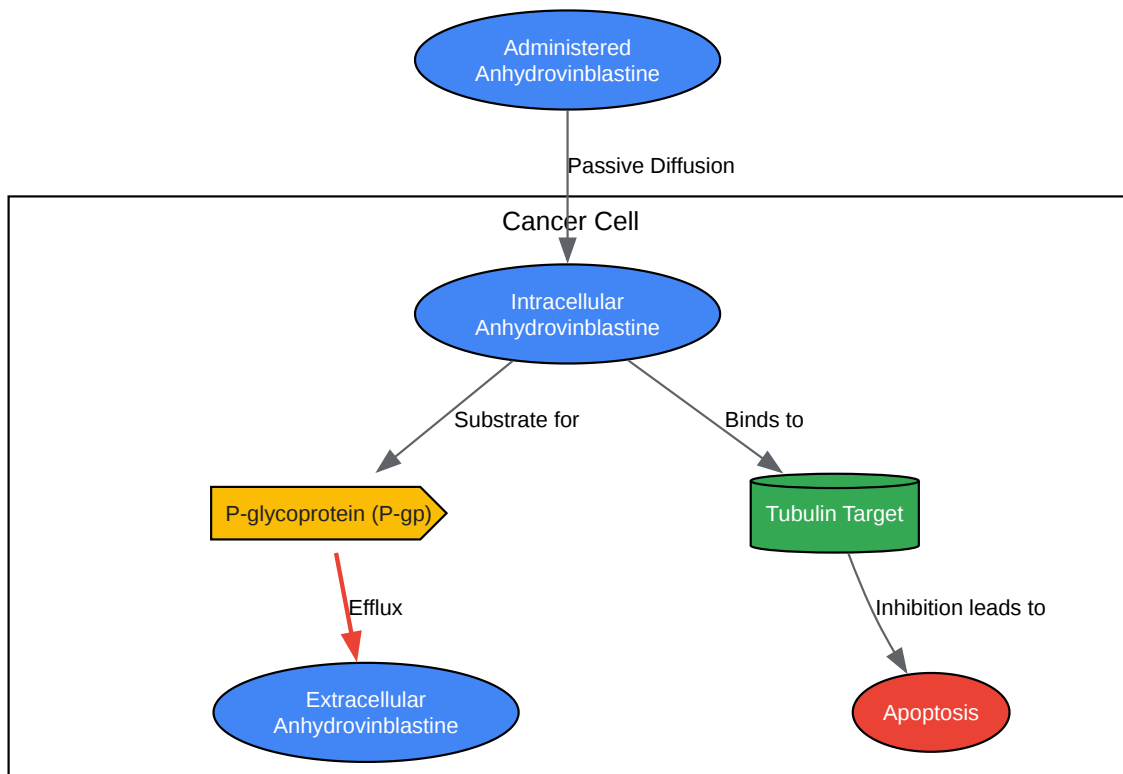 Administered
Anhydrovinblastine
Passive Diffusion
Cancer Cell
Intracellular
Anhydrovinblastine
Substrate for
Binds to
P-glycoprotein (P-gp)
Tubulin Target
Efflux
Inhibition leads to
Extracellular
Anhydrovinblastine
Apoptosis